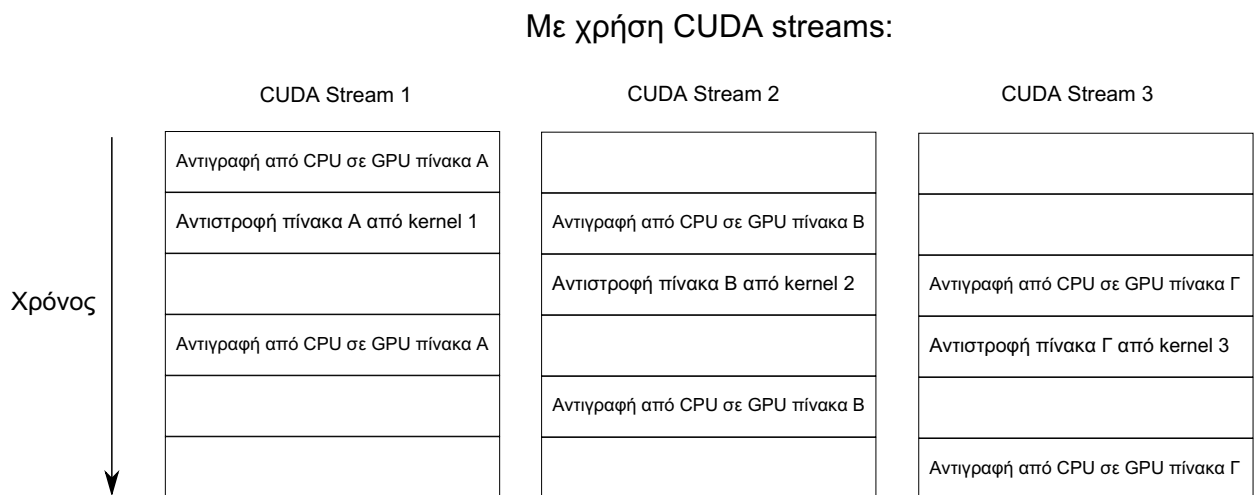 Με χρήση CUDA streams:
CUDA Stream 1
CUDA Stream 2
CUDA Stream 3
Αντιγραφή από CPU σε GPU πίνακα Α
Αντιστροφή πίνακα Α από kernel 1
Αντιγραφή από CPU σε GPU πίνακα Β
Αντιστροφή πίνακα Β από kernel 2
Αντιγραφή από CPU σε GPU πίνακα Γ
Χρόνος
Αντιγραφή από CPU σε GPU πίνακα Α
Αντιστροφή πίνακα Γ από kernel 3
Αντιγραφή από CPU σε GPU πίνακα Β
Αντιγραφή από CPU σε GPU πίνακα Γ